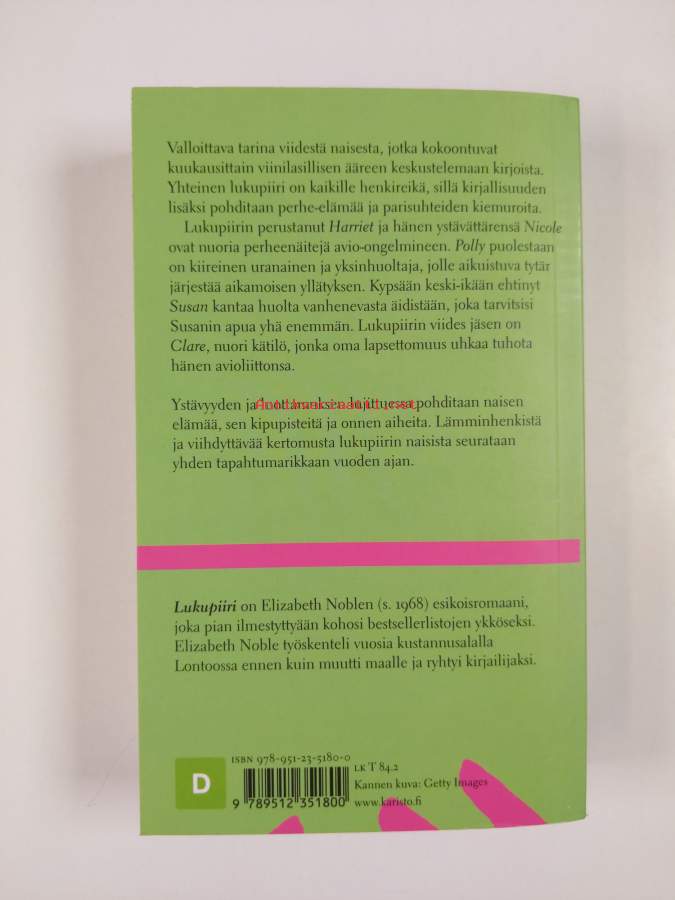 Valloittava tarina viidestä naisesta, jotka kokoontuvat
kuukausittain viinilasillisen ääreen keskustelemaan kirjoista.
Yhteinen lukupiiri on kaikille henkireikä, sillä kirjallisuuden
lisäksi pohditaan perhe-elämää ja parisuhteiden kiemuroita.
Lukupiirin perustanut Harriet ja hänen ystävättärensä Nicole
ovat nuoria perheenäitejä avio-ongelmineen. Polly puolestaan
on kiireinen uranainen ja yksinhuoltaja, jolle aikuistuva tytär
järjestää aikamoisen yllätyksen. Kypsään keski-ikään ehtinyt
Susan kantaa huolta vanhenevasta äidistään, joka tarvitsisi
Susanin apua yhä enemmän. Lukupiirin viides jäsen on
Clare, nuori kätilö, jonka oma lapsettomuus uhkaa tuhota
hänen avioliittonsa.
Ystävyyden ja luottamuksen lujittuessa pohditaan naisen
Antikvariaatti.net
elämää, sen kipupisteitä ja onnen aiheita. Lämminhenkistä
ja viihdyttävää kertomusta lukupiirin naisista seurataan
yhden tapahtumarikkaan vuoden ajan.
Lukupiiri on Elizabeth Noblen (s. 1968) esikoisromaani,
joka pian ilmestyttyään kohosi bestsellerlistojen ykköseksi.
Elizabeth Noble työskenteli vuosia kustannusalalla
Lontoossa ennen kuin muutti maalle ja ryhtyi kirjailijaksi.
ISBN 978-951-23-5180-0
D
9 789512 351800
LK T 84.2
Kannen kuva: Getty Images
www.karisto.fi